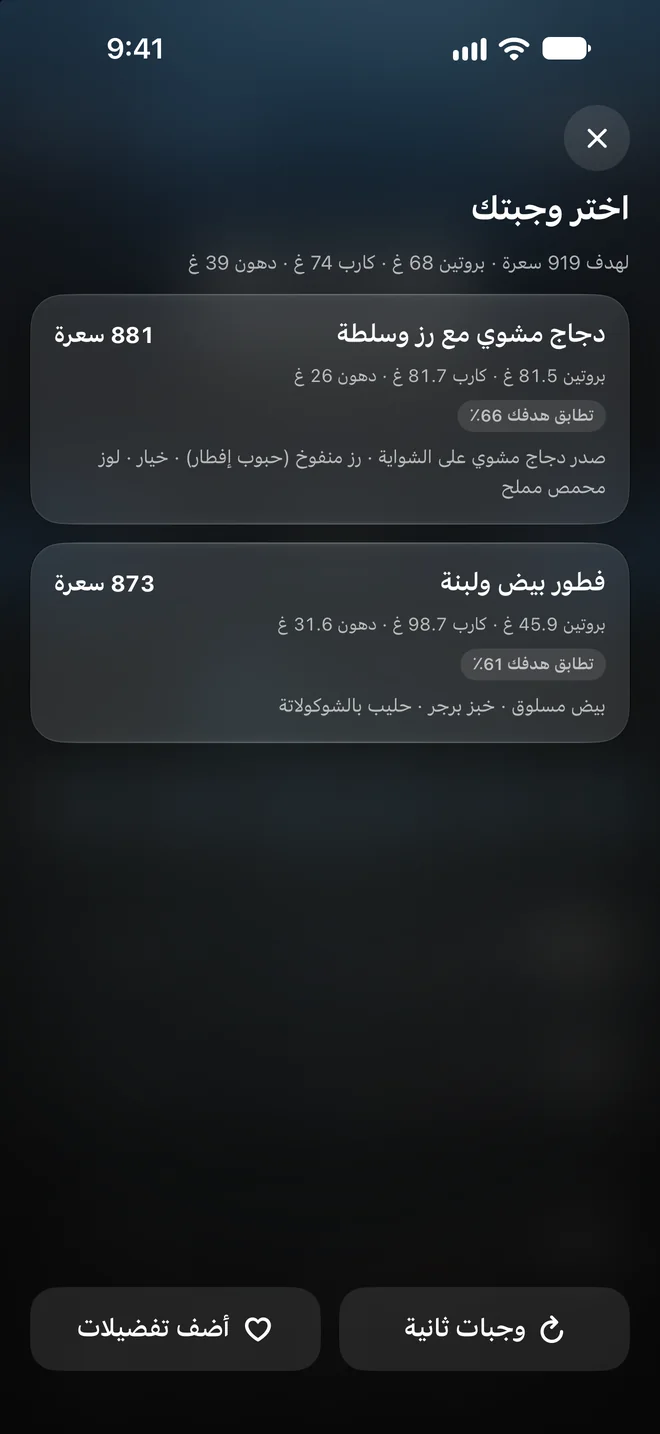 9:41
اختر وجبتك
لهدف 919 سعرة · بروتين 68 غ · كارب 74 غ · دهون 39 غ
دجاج مشوي مع رز وسلطة
881 سعرة
بروتين 81.5 غ · كارب 81.7 غ · دهون 26 غ
تطابق هدفك 66٪
صدر دجاج مشوي على الشواية · رز منفوخ (حبوب إفطار) · خيار · لوز
محمص مملح
فطور بيض ولبنة
873 سعرة
بروتين 45.9 غ · كارب 98.7 غ · دهون 31.6 غ
تطابق هدفك 61٪
بيض مسلوق · خبز برجر · حليب بالشوكولاتة
وجبات ثانية
أضف تفضيلات